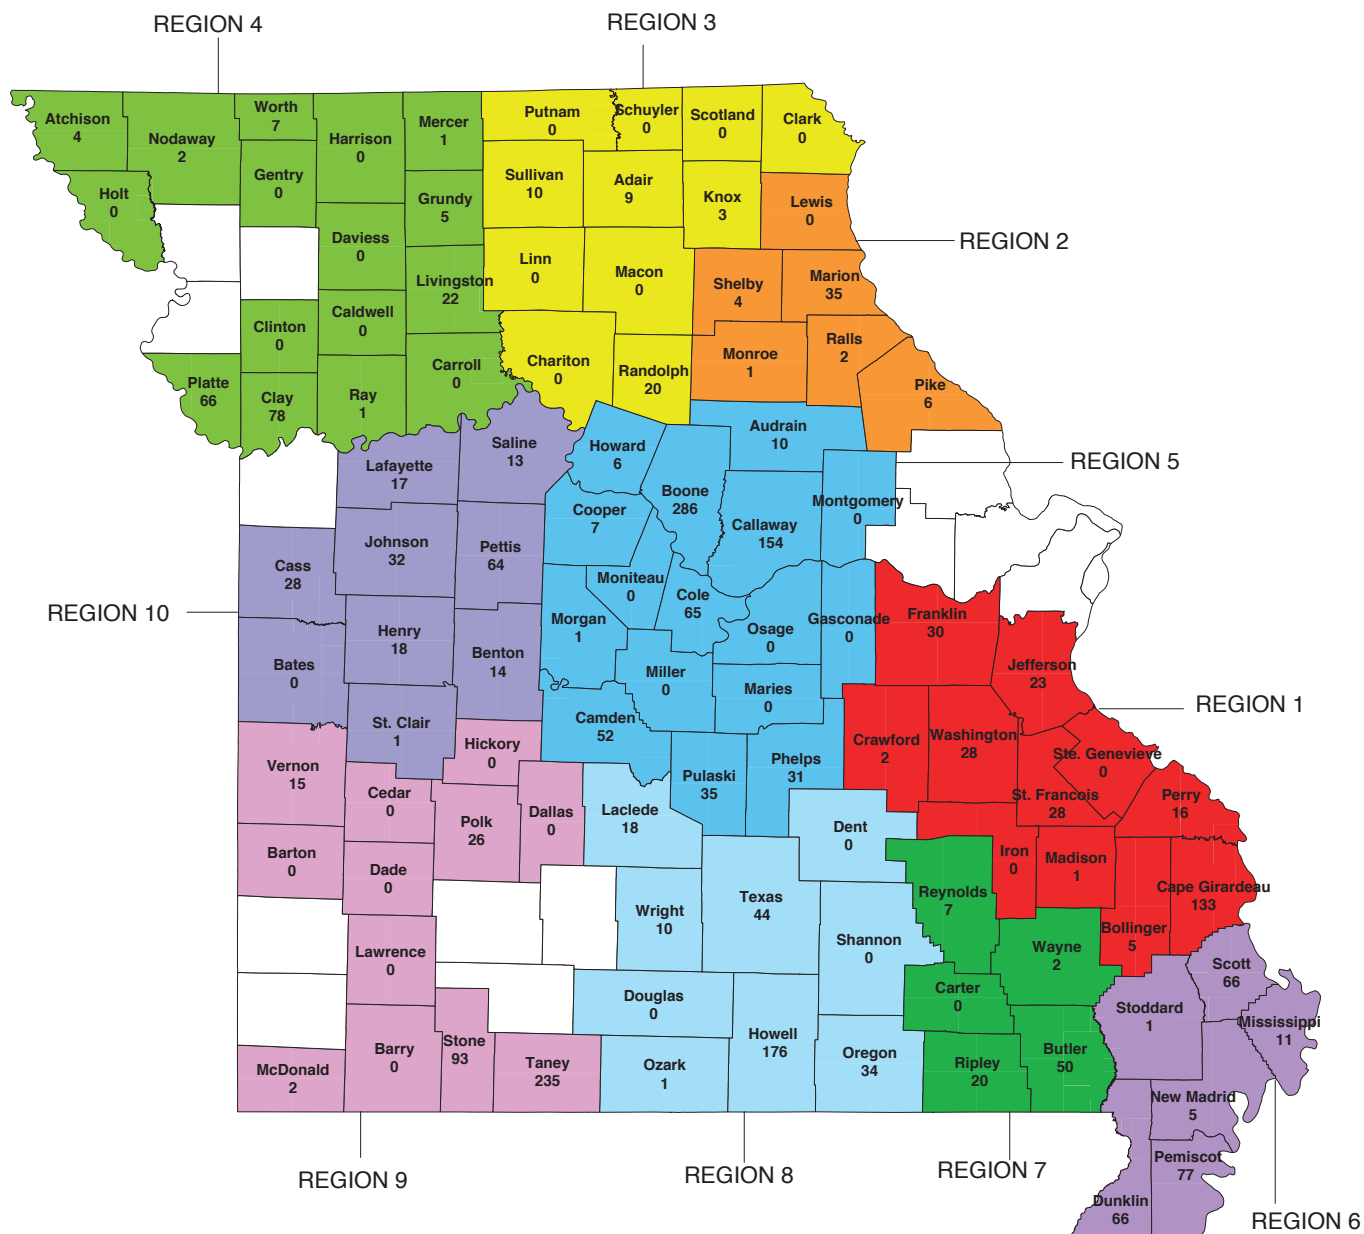 REGION 4
REGION 3
Atchison
4
Nodaway
2
Worth
7
Harrison
0
Mercer
1
Putnam
0
Schuyler
0
Scotland
0
Clark
0
Holt
0
Gentry
0
Grundy
5
Sullivan
10
Adair
9
Knox
3
Lewis
0
REGION 2
Daviess
0
Livingston
22
Linn
0
Macon
0
Shelby
4
Marion
35
Clinton
0
Caldwell
0
Carroll
0
Chariton
0
Randolph
20
Monroe
1
Ralls
2
Pike
6
Platte
66
Clay
78
Ray
1
Saline
13
Lafayette
17
Howard
6
Audrain
10
REGION 5
Boone
286
Cooper
7
Callaway
154
Montgomery
0
Johnson
32
Pettis
64
Cass
28
Moniteau
0
Cole
65
REGION 10
Morgan
1
Osage
0
Gasconade
0
Franklin
30
Henry
18
Benton
14
Bates
0
Miller
0
Maries
0
Jefferson
23
REGION 1
St. Clair
1
Camden
52
Hickory
0
Pulaski
35
Phelps
31
Crawford
2
Washington
28
Ste. Genevieve
0
St. Francois
28
Perry
16
Vernon
15
Cedar
0
Polk
26
Dallas
0
Laclede
18
Dent
0
Barton
0
Dade
0
Iron
0
Madison
1
Reynolds
7
Cape Girardeau
133
Wright
10
Texas
44
Shannon
0
Wayne
2
Bollinger
5
Lawrence
0
Scott
66
Douglas
0
Carter
0
Stoddard
1
Mississippi
11
McDonald
2
Barry
0
Stone
93
Taney
235
Ozark
1
Howell
176
Oregon
34
Ripley
20
Butler
50
New Madrid
5
Pemiscot
77
Dunklin
66
REGION 9
REGION 8
REGION 7
REGION 6